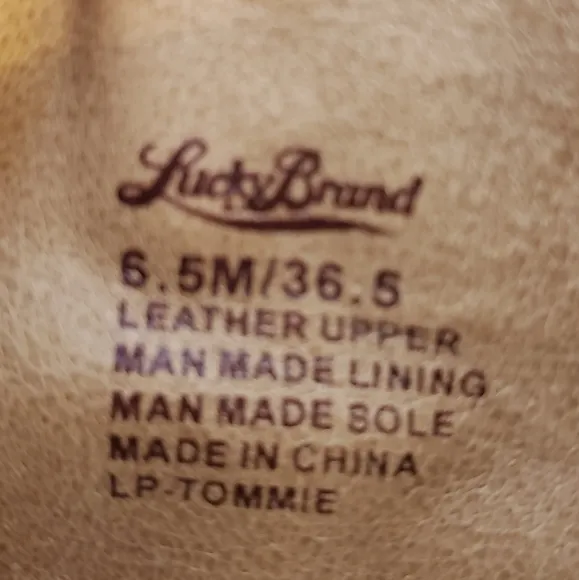 Lucky Brand
6.5M/36.5
LEATHER UPPER
MAN MADE LINING
MAN MADE SOLE
MADE IN CHINA
LP-TOMMIE